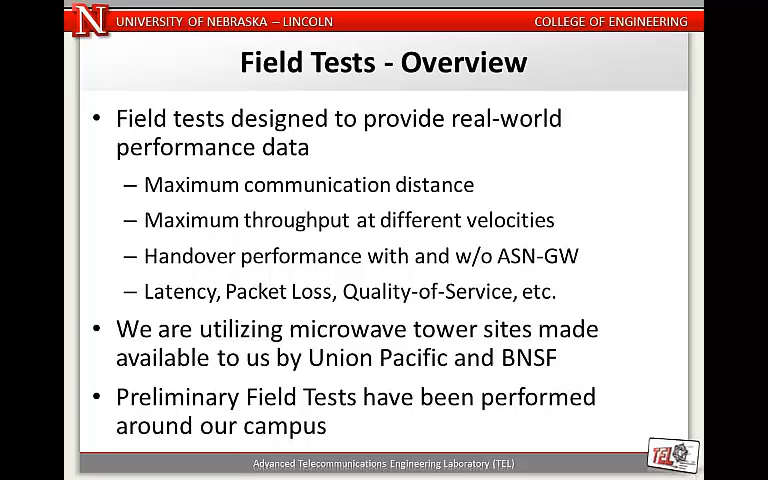 N UNIVERSITY OF NEBRASKA – LINCOLN COLLEGE OF ENGINEERING
Field Tests - Overview
• Field tests designed to provide real-world
performance data
– Maximum communication distance
– Maximum throughput at different velocities
– Handover performance with and w/o ASN-GW
– Latency, Packet Loss, Quality-of-Service, etc.
• We are utilizing microwave tower sites made
available to us by Union Pacific and BNSF
• Preliminary Field Tests have been performed
around our campus
Advanced Telecommunications Engineering Laboratory (TEL)
TEL